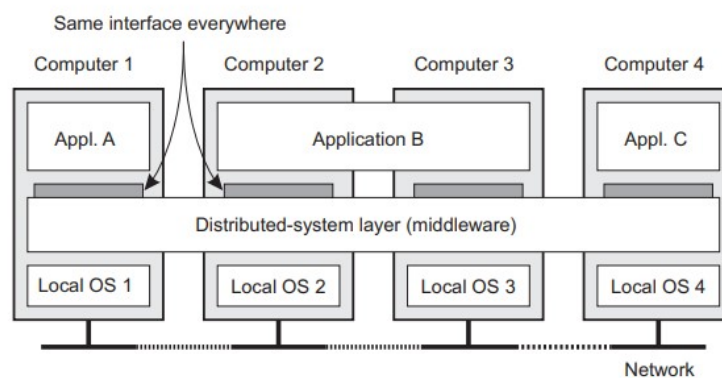 Same interface everywhere
Computer 1
Computer 2
Computer 3
Computer 4
Appl. A
Application B
Appl. C
Distributed-system layer (middleware)
Local OS 1
Local OS 2
Local OS 3
Local OS 4
Network